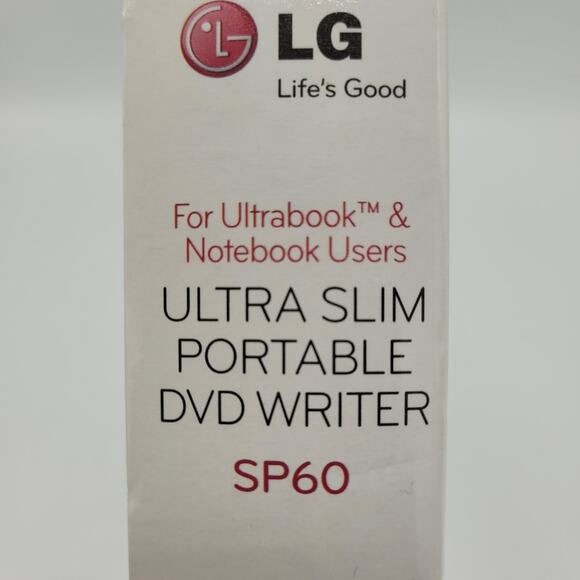 LG
Life's Good
For Ultrabook™ &
Notebook Users
ULTRA SLIM
PORTABLE
DVD WRITER
SP60